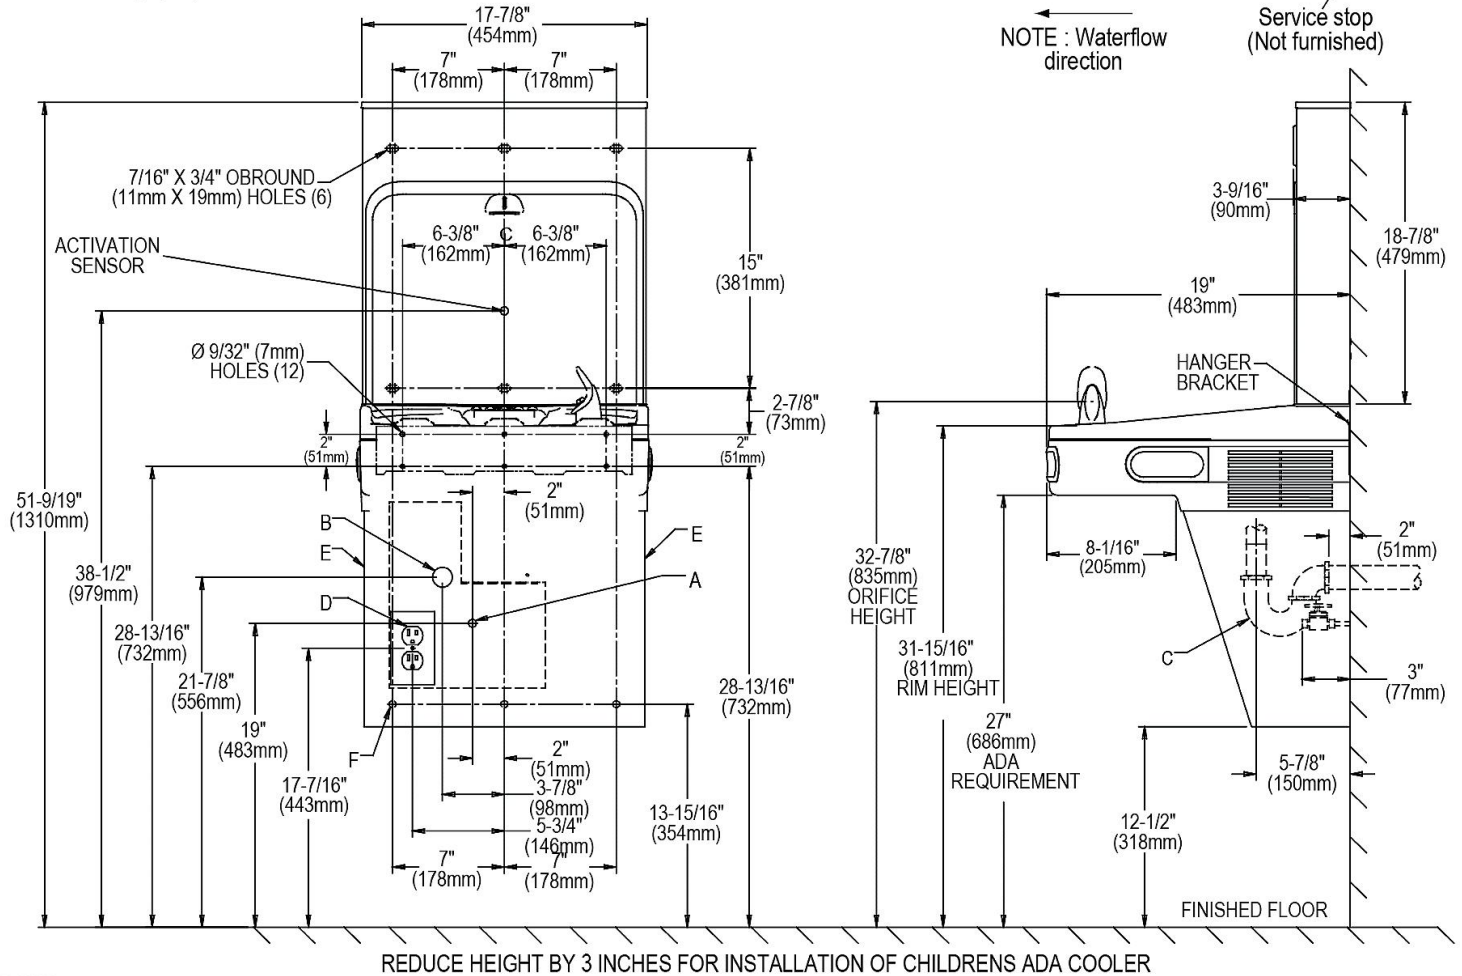 17-7/8"
(454mm)
7"
(178mm)
7"
(178mm)
NOTE : Waterflow
direction
Service stop
(Not furnished)
7/16" X 3/4" OBROUND
(11mm X 19mm) HOLES (6)
3-9/16"
(90mm)
C
6-3/8"
(162mm)
6-3/8"
(162mm)
ACTIVATION
SENSOR
15"
(381mm)
18-7/8"
(479mm)
19"
(483mm)
Ø 9/32" (7mm)
HOLES (12)
HANGER
BRACKET
2-7/8"
(73mm)
2"
(51mm)
2"
(51mm)
51-9/19"
(1310mm)
2"
(51mm)
B
E
E
2"
(51mm)
8-1/16"
(205mm)
32-7/8"
(835mm)
ORIFICE
HEIGHT
38-1/2"
(979mm)
A
D
28-13/16"
(732mm)
31-15/16"
(811mm)
RIM HEIGHT
C
3"
(77mm)
21-7/8"
(556mm)
28-13/16"
(732mm)
19"
(483mm)
27"
(686mm)
ADA
REQUIREMENT
F
2"
(51mm)
5-7/8"
(150mm)
17-7/16"
(443mm)
3-7/8"
(98mm)
13-15/16"
(354mm)
12-1/2"
(318mm)
5-3/4"
(146mm)
7"
(178mm)
7"
(178mm)
FINISHED FLOOR
REDUCE HEIGHT BY 3 INCHES FOR INSTALLATION OF CHILDRENS ADA COOLER